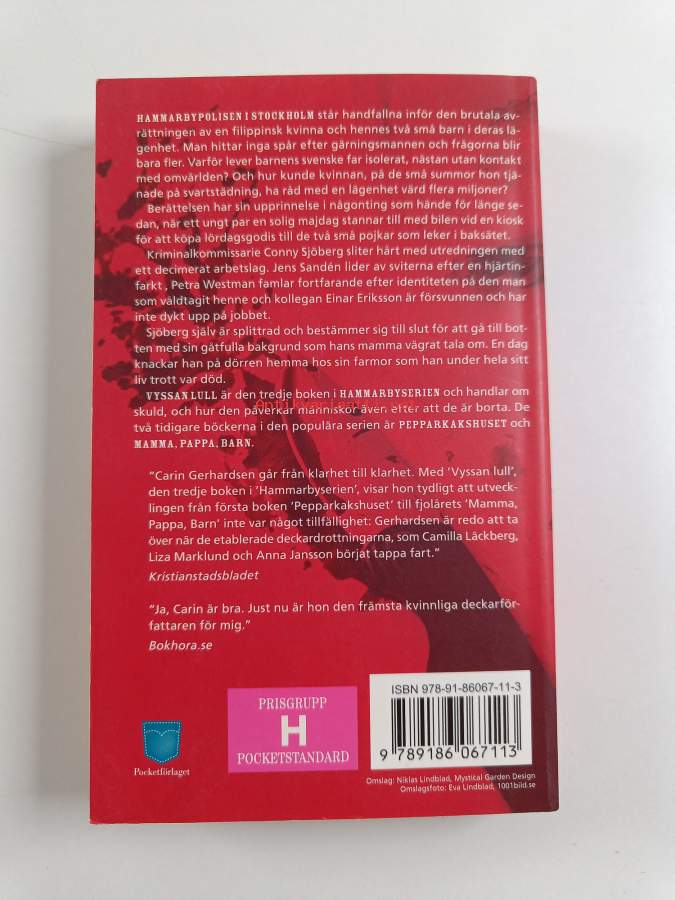 HAMMARBYPOLISEN I STOCKHOLM står handfallna inför den brutala av-
rättningen av en filippinsk kvinna och hennes två små barn i deras lä-
genhet. Man hittar inga spår efter gärningsmannen och frågorna blir
bara fler. Varför lever barnens svenske far isolerat, nästan utan kontakt
med omvärlden? Och hur kunde kvinnan, på de små summor hon tjä-
nade på svartstädning, ha råd med en lägenhet värd flera miljoner?
Berättelsen har sin upprinnelse i någonting som hände för länge se-
dan, när ett ungt par en solig majdag stannar till med bilen vid en kiosk
för att köpa lördagsgodis till de två små pojkar som leker i baksätet.
Kriminalkommissarie Conny Sjöberg sliter hårt med utredningen med
ett decimerat arbetslag. Jens Sandén lider av sviterna efter en hjärtin-
farkt , Petra Westman famlar fortfarande efter identiteten på den man
som våldtagit henne och kollegan Einar Eriksson är försvunnen och har
inte dykt upp på jobbet.
Sjöberg själv är splittrad och bestämmer sig till slut för att gå till bot-
ten med sin gåtfulla bakgrund som hans mamma vägrat tala om. En dag
knackar han på dörren hemma hos sin farmor som han under hela sitt
liv trott var död.
VYSSAN LULL är den tredje boken i HAMMARBYSERIEN och handlar om
skuld, och hur den påverkar människor även efter att de är borta. De
två tidigare böckerna i den populära serien är PEPPARKAKSHUSET och
MAMMA, PAPPA, BARN.
"Carin Gerhardsen går från klarhet till klarhet. Med 'Vyssan lull',
den tredje boken i 'Hammarbyserien', visar hon tydligt att utveck-
lingen från första boken 'Pepparkakshuset' till fjolårets 'Mamma,
Pappa, Barn' inte var något tillfällighet: Gerhardsen är redo att ta
över när de etablerade deckardrottningarna, som Camilla Läckberg,
Liza Marklund och Anna Jansson börjat tappa fart."
Kristianstadsbladet
"Ja, Carin är bra. Just nu är hon den främsta kvinnliga deckarför-
fattaren för mig."
Bokhora.se
Pocketförlaget
PRISGRUPP
H
POCKETSTANDARD
ISBN 978-91-86067-11-3
9 789186 067113
Omslag: Niklas Lindblad, Mystical Garden Design
Omslagsfoto: Eva Lindblad, 1001bild.se